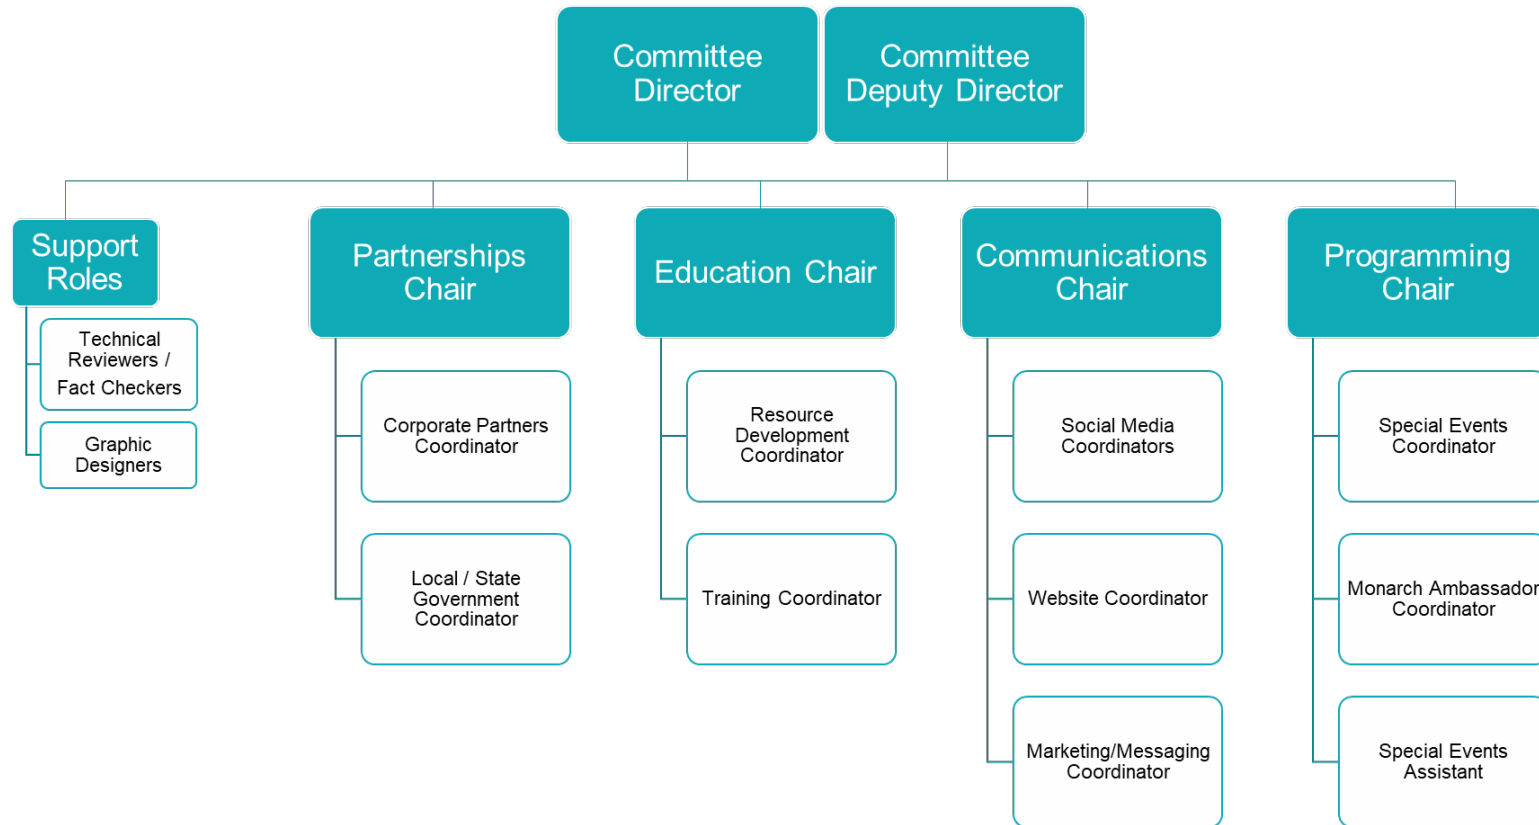 Committee
Director
Committee
Deputy Director
Support
Roles
Technical
Reviewers /
Fact Checkers
Graphic
Designers
Partnerships
Chair
Corporate Partners
Coordinator
Local / State
Government
Coordinator
Education Chair
Resource
Development
Coordinator
Training Coordinator
Communications
Chair
Social Media
Coordinators
Website Coordinator
Marketing/Messaging
Coordinator
Programming
Chair
Special Events
Coordinator
Monarch Ambassador
Coordinator
Special Events
Assistant